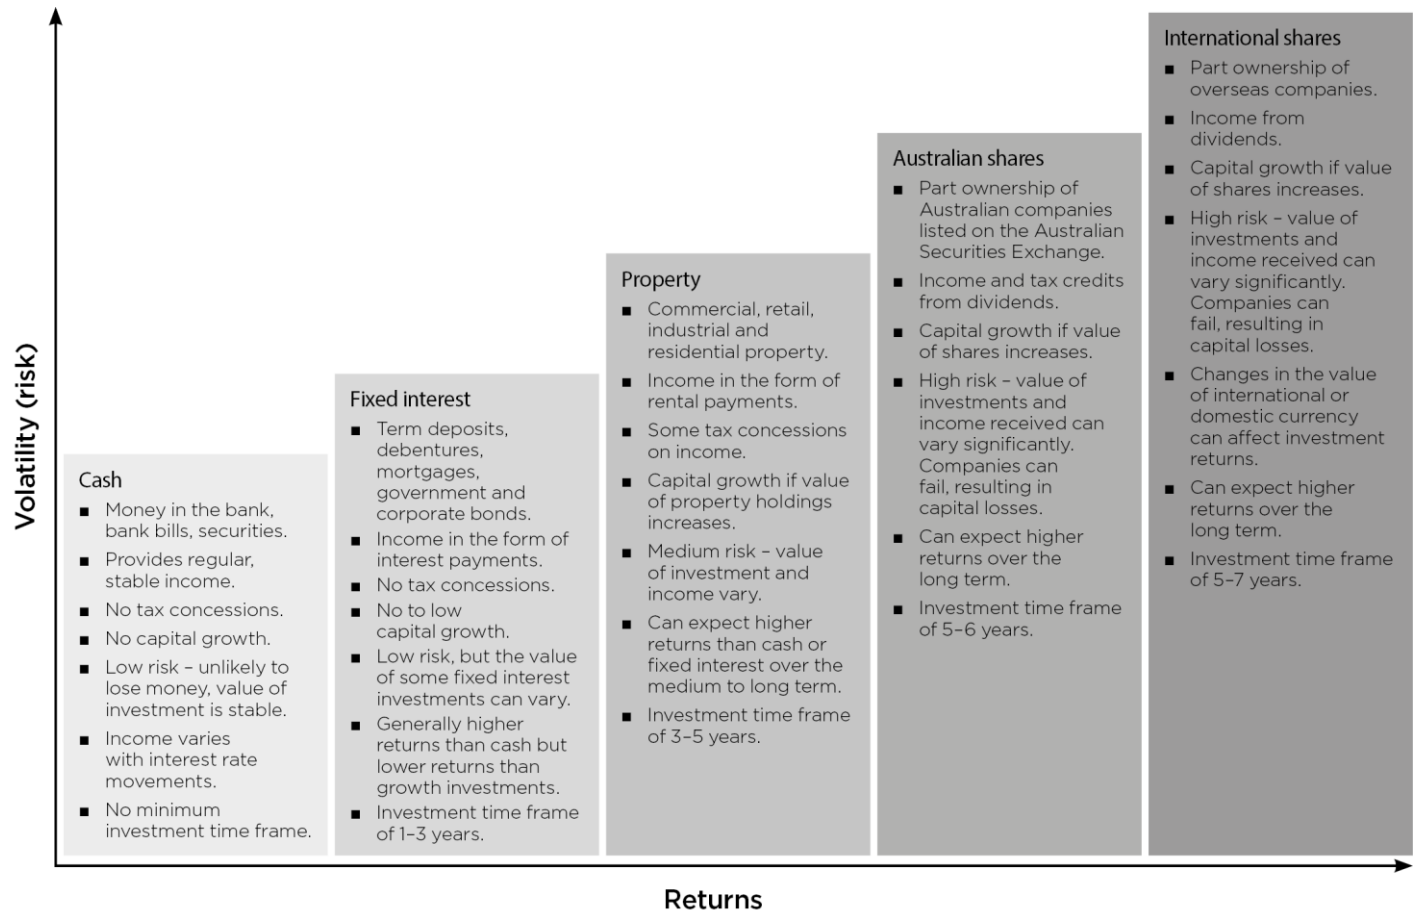 Volatility (risk)
Cash
■ Money in the bank,
bank bills, securities.
■ Provides regular,
stable income.
■ No tax concessions.
■ No capital growth.
■ Low risk – unlikely to
lose money, value of
investment is stable.
■ Income varies
with interest rate
movements.
■ No minimum
investment time frame.
Fixed interest
■ Term deposits,
debentures,
mortgages,
government and
corporate bonds.
■ Income in the form of
interest payments.
■ No tax concessions.
■ No to low
capital growth.
■ Low risk, but the value
of some fixed interest
investments can vary.
■ Generally higher
returns than cash but
lower returns than
growth investments.
■ Investment time frame
of 1–3 years.
Property
■ Commercial, retail,
industrial and
residential property.
■ Income in the form of
rental payments.
■ Some tax concessions
on income.
■ Capital growth if value
of property holdings
increases.
■ Medium risk – value
of investment and
income vary.
■ Can expect higher
returns than cash or
fixed interest over the
medium to long term.
■ Investment time frame
of 3–5 years.
Australian shares
■ Part ownership of
Australian companies
listed on the Australian
Securities Exchange.
■ Income and tax credits
from dividends.
■ Capital growth if value
of shares increases.
■ High risk – value of
investments and
income received can
vary significantly.
Companies can
fail, resulting in
capital losses.
■ Can expect higher
returns over the
long term.
■ Investment time frame
of 5–6 years.
International shares
■ Part ownership of
overseas companies.
■ Income from
dividends.
■ Capital growth if value
of shares increases.
■ High risk – value of
investments and
income received can
vary significantly.
Companies can
fail, resulting in
capital losses.
■ Changes in the value
of international or
domestic currency
can affect investment
returns.
■ Can expect higher
returns over the
long term.
■ Investment time frame
of 5–7 years.
Returns